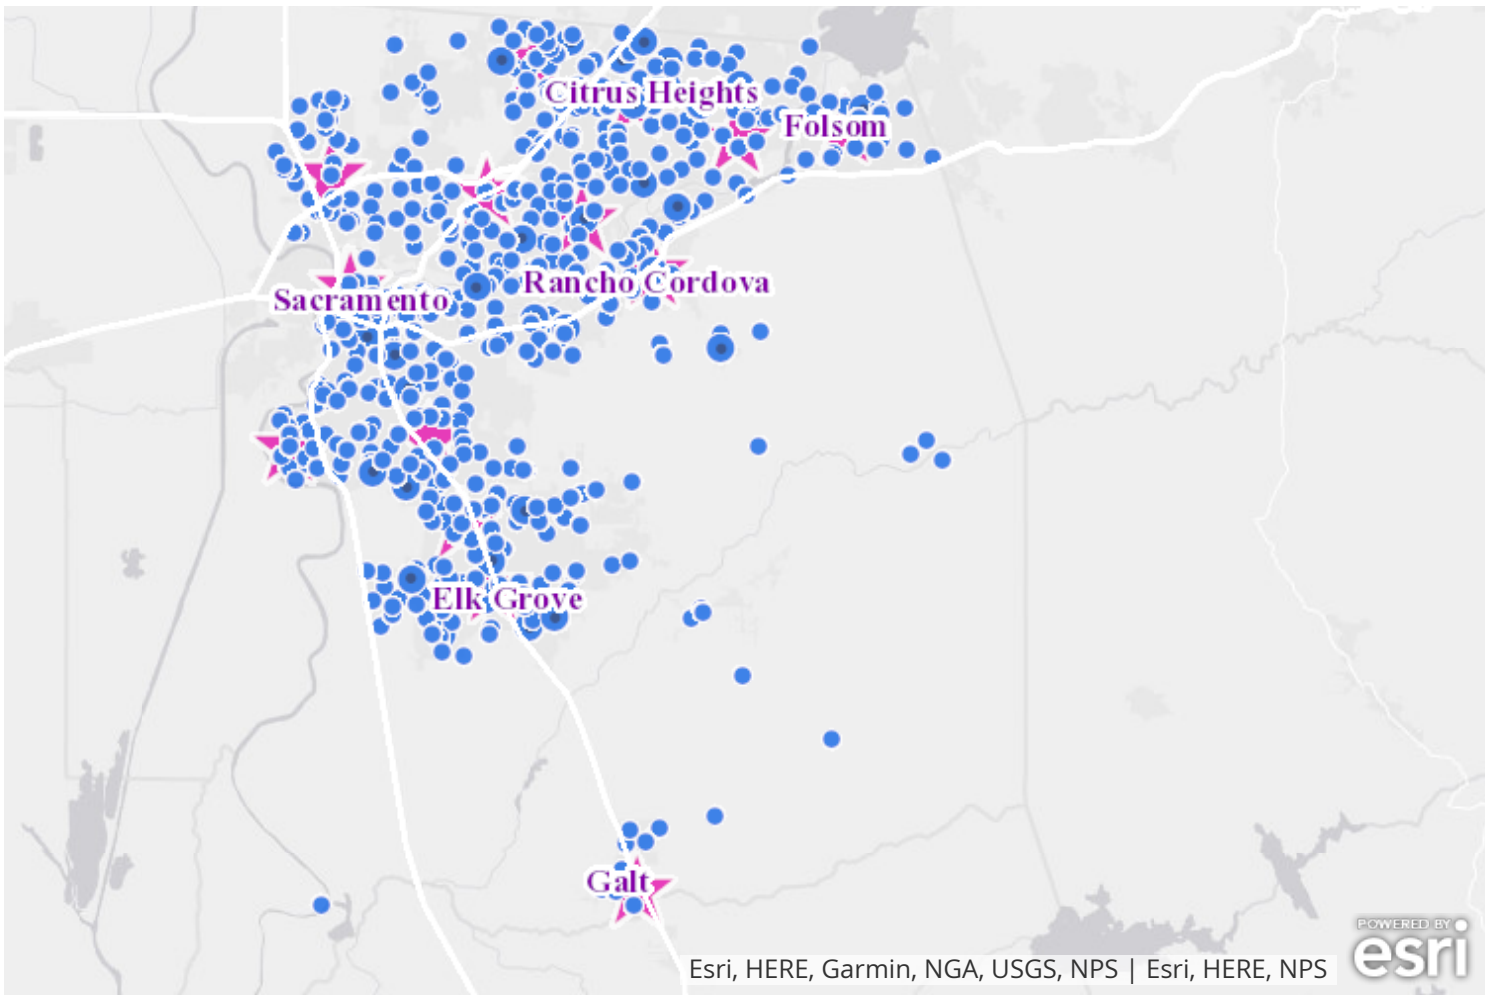 Citrus Heights
Folsom
Rancho Cordova
Sacramento
Elk Grove
Galt
POWERED BY
esri
Esri, HERE, Garmin, NGA, USGS, NPS | Esri, HERE, NPS